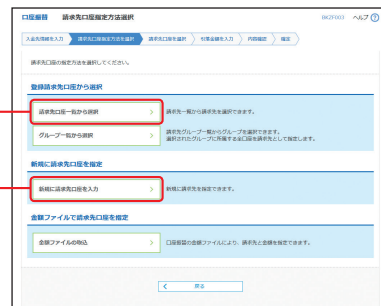 口座振替 請求先口座指定方法選択
BKZF003 ヘルプ ?
入金先情報を入力 請求先口座指定方法を選択 請求先口座を選択 引落金額を入力 内容確認 確定
請求先口座の指定方法を選択してください。
登録請求先口座から選択
請求先口座一覧から選択
請求先一覧から請求先を選択できます。
グループ一覧から選択
請求先グループ一覧からグループを選択できます。
選択されたグループに所属する全口座を請求先として指定します。
新規に請求先口座を指定
新規に請求先口座を入力
新規に請求先を指定できます。
金額ファイルで請求先口座を指定
金額ファイルの取込
口座振替の金額ファイルにより、請求先と金額を指定できます。
戻る